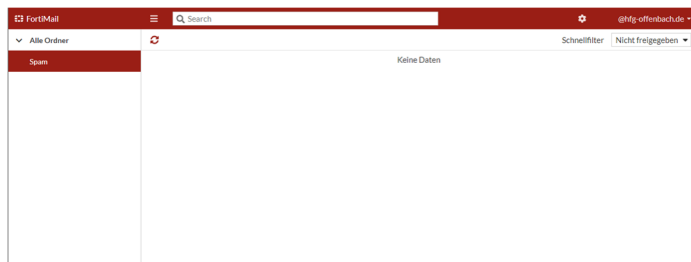 FortiMail
Search
@hfg-offenbach.de
Alle Ordner
Schnellfilter Nicht freigegeben
Spam
Keine Daten